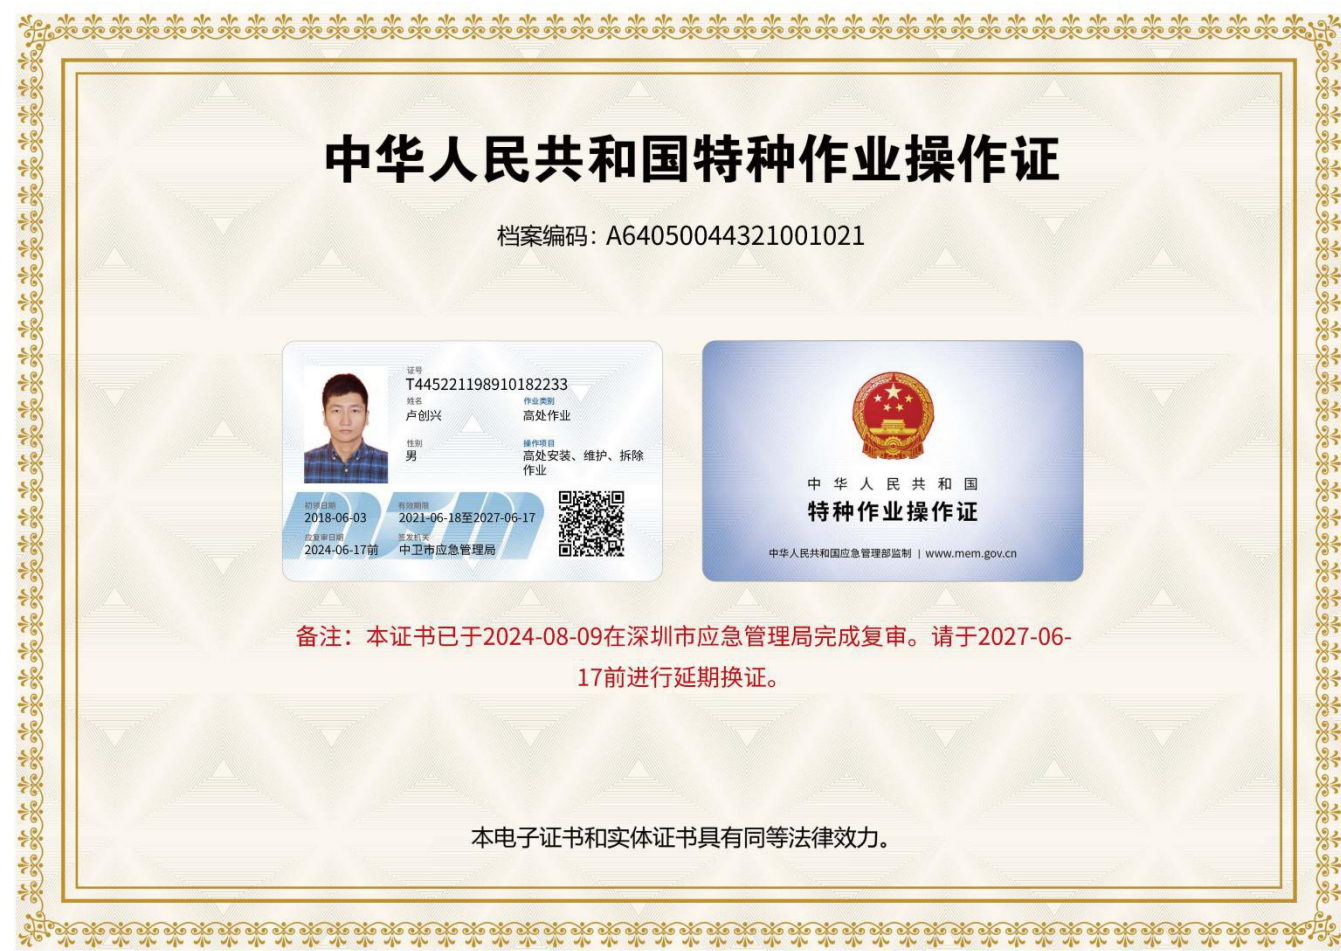 中华人民共和国特种作业操作证
档案编码：A64050044321001021
证号
T445221198910182233
姓名
卢创兴
作业类别
高处作业
性别
男
操作项目
高处安装、维护、拆除
作业
初领日期
2018-06-03
有效期限
2021-06-18至2027-06-17
应复审日期
2024-06-17前
签发机关
中卫市应急管理局
中华人民共和国
特种作业操作证
中华人民共和国应急管理部监制 | www.mem.gov.cn
备注：本证书已于2024-08-09在深圳市应急管理局完成复审。请于2027-06-
17前进行延期换证。
本电子证书和实体证书具有同等法律效力。